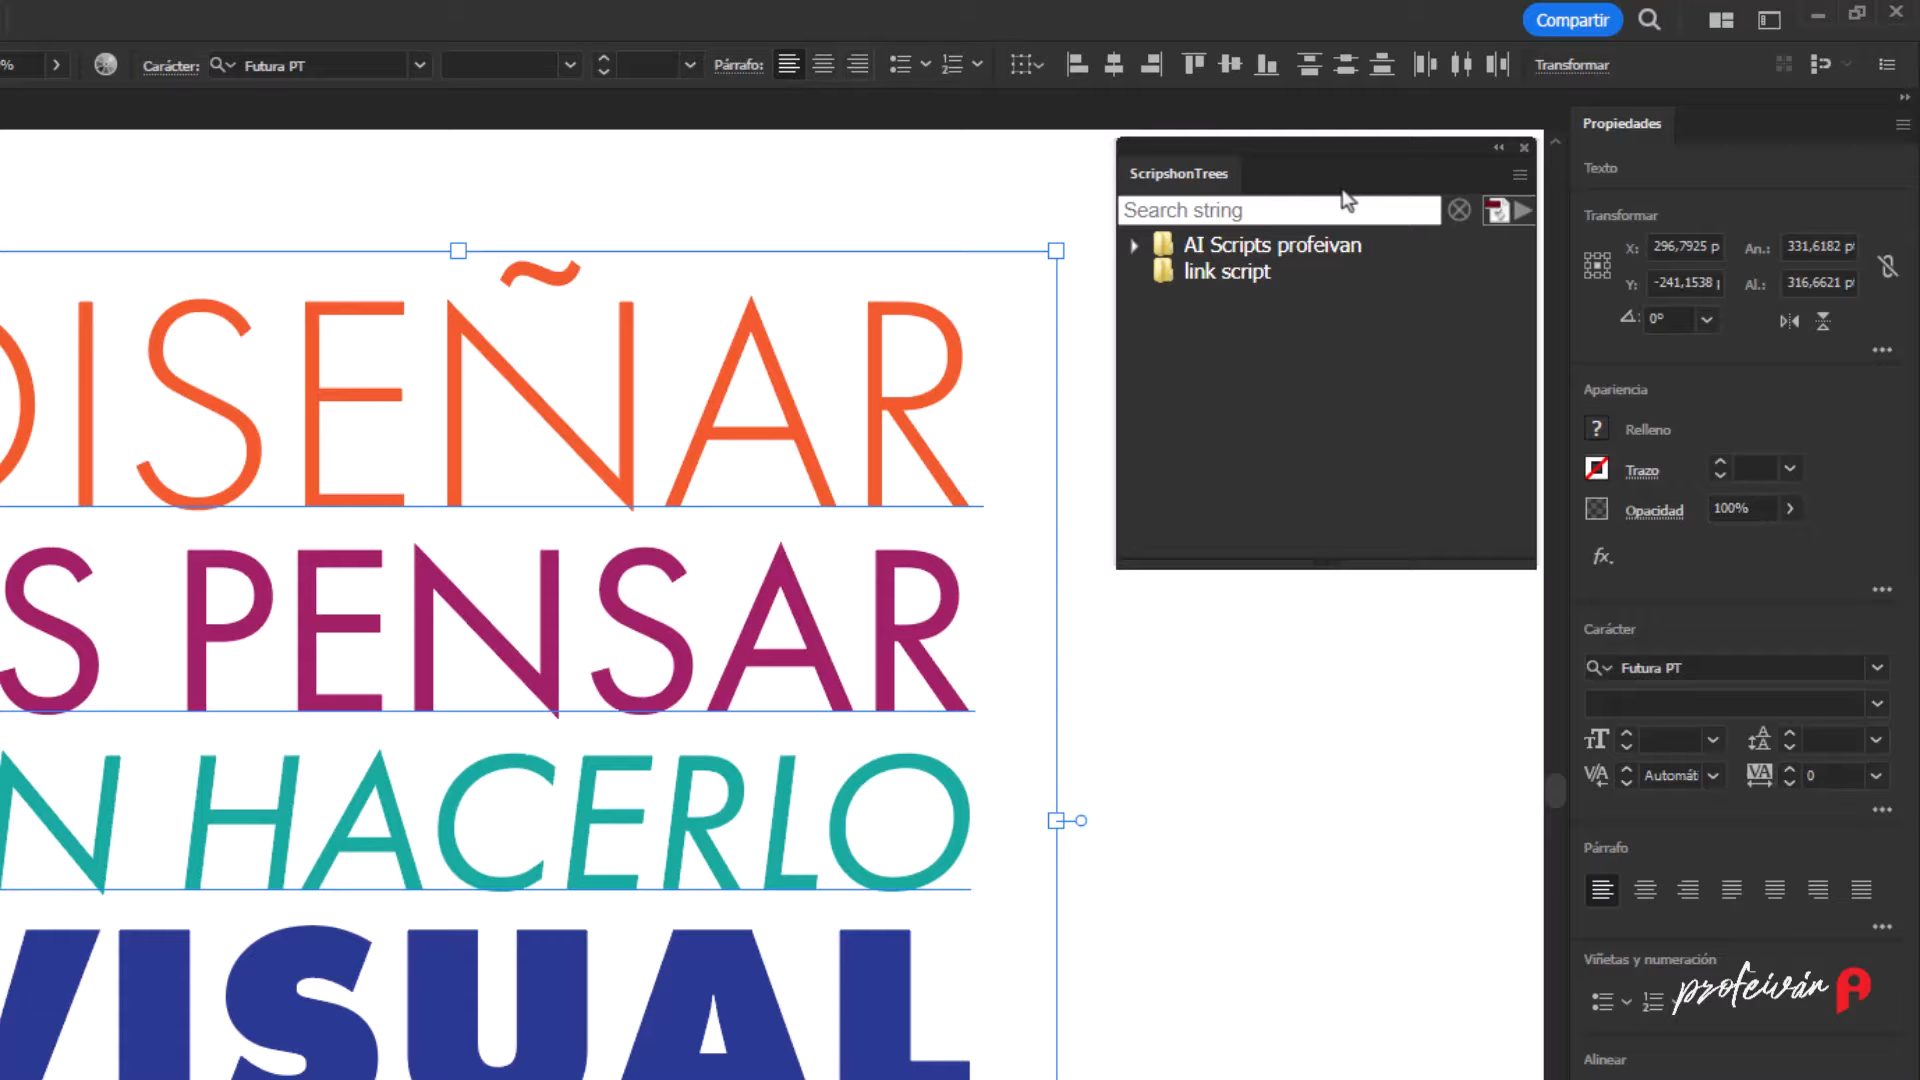 Compartir
%
Carácter:
Futura PT
Párrafo:
Transformar
ScripshonTrees
Search string
AI Scripts profeivan
link script
Propiedades
Texto
Transformar
X: 296,7925 p
An.: 331,6182 p
Y: -241,1538
Al.: 316,6621 p
0º
Apariencia
? Relleno
Trazo
Opacidad 100%
fx
Carácter
Futura PT
Automát
0
Párrafo
Viñetas y numeración
Alinear
DISEÑAR
S PENSAR
N HACERLO
VISUAL
profeiván